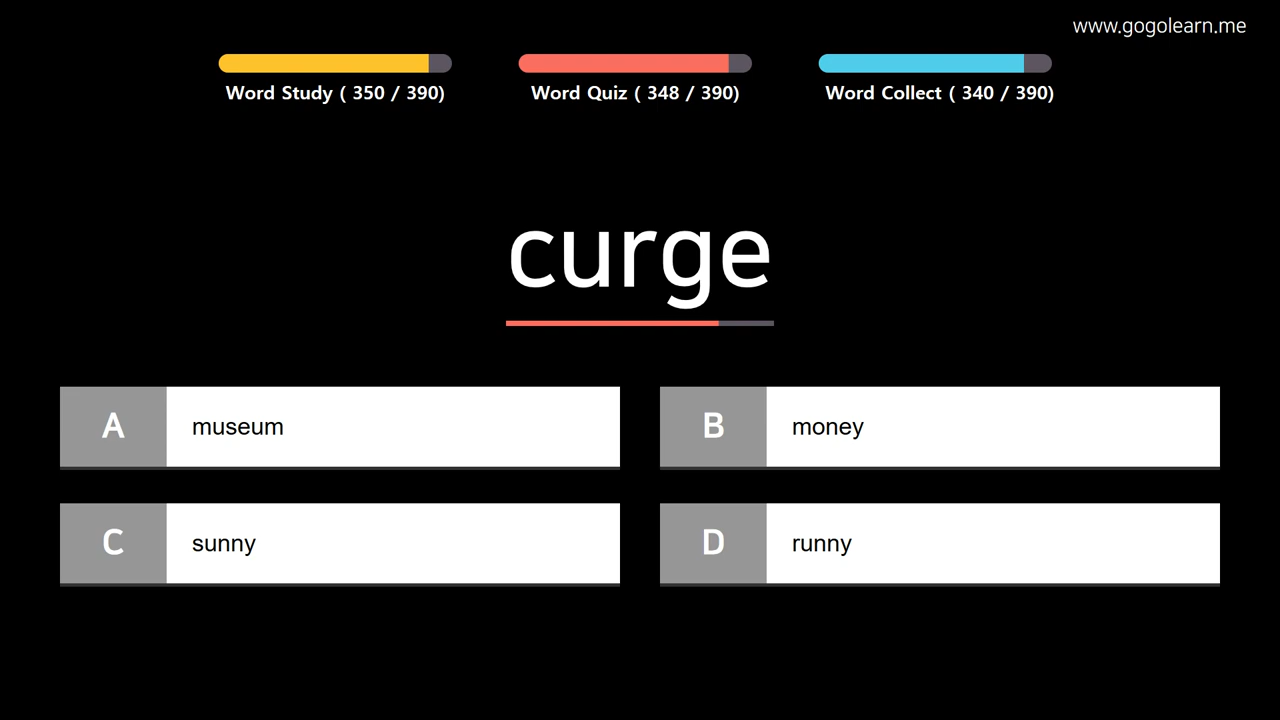 www.gogolearn.me
Word Study ( 350 / 390)
Word Quiz ( 348 / 390)
Word Collect ( 340 / 390)
curge
A museum
B money
C sunny
D runny